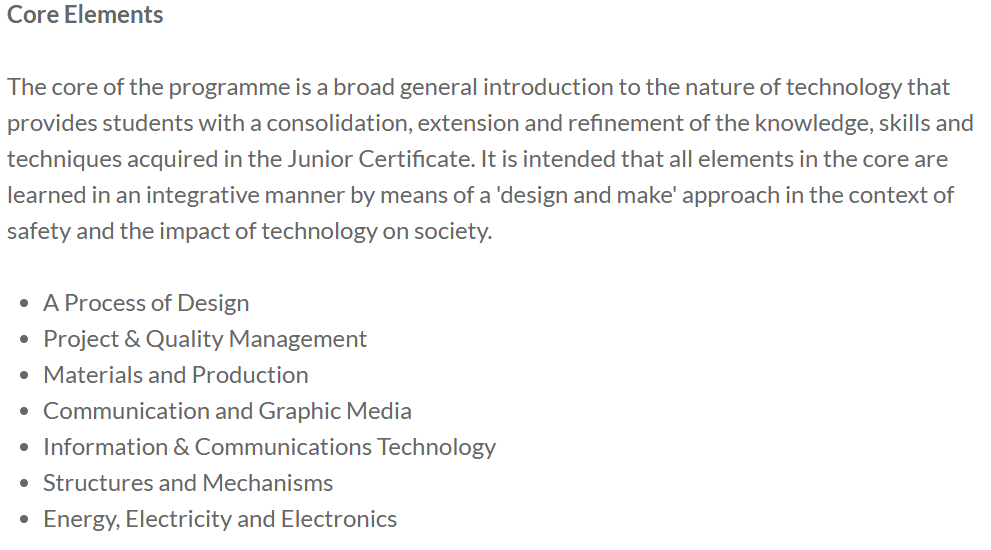 Core Elements
The core of the programme is a broad general introduction to the nature of technology that
provides students with a consolidation, extension and refinement of the knowledge, skills and
techniques acquired in the Junior Certificate. It is intended that all elements in the core are
learned in an integrative manner by means of a 'design and make' approach in the context of
safety and the impact of technology on society.
• A Process of Design
• Project & Quality Management
• Materials and Production
• Communication and Graphic Media
• Information & Communications Technology
• Structures and Mechanisms
• Energy, Electricity and Electronics